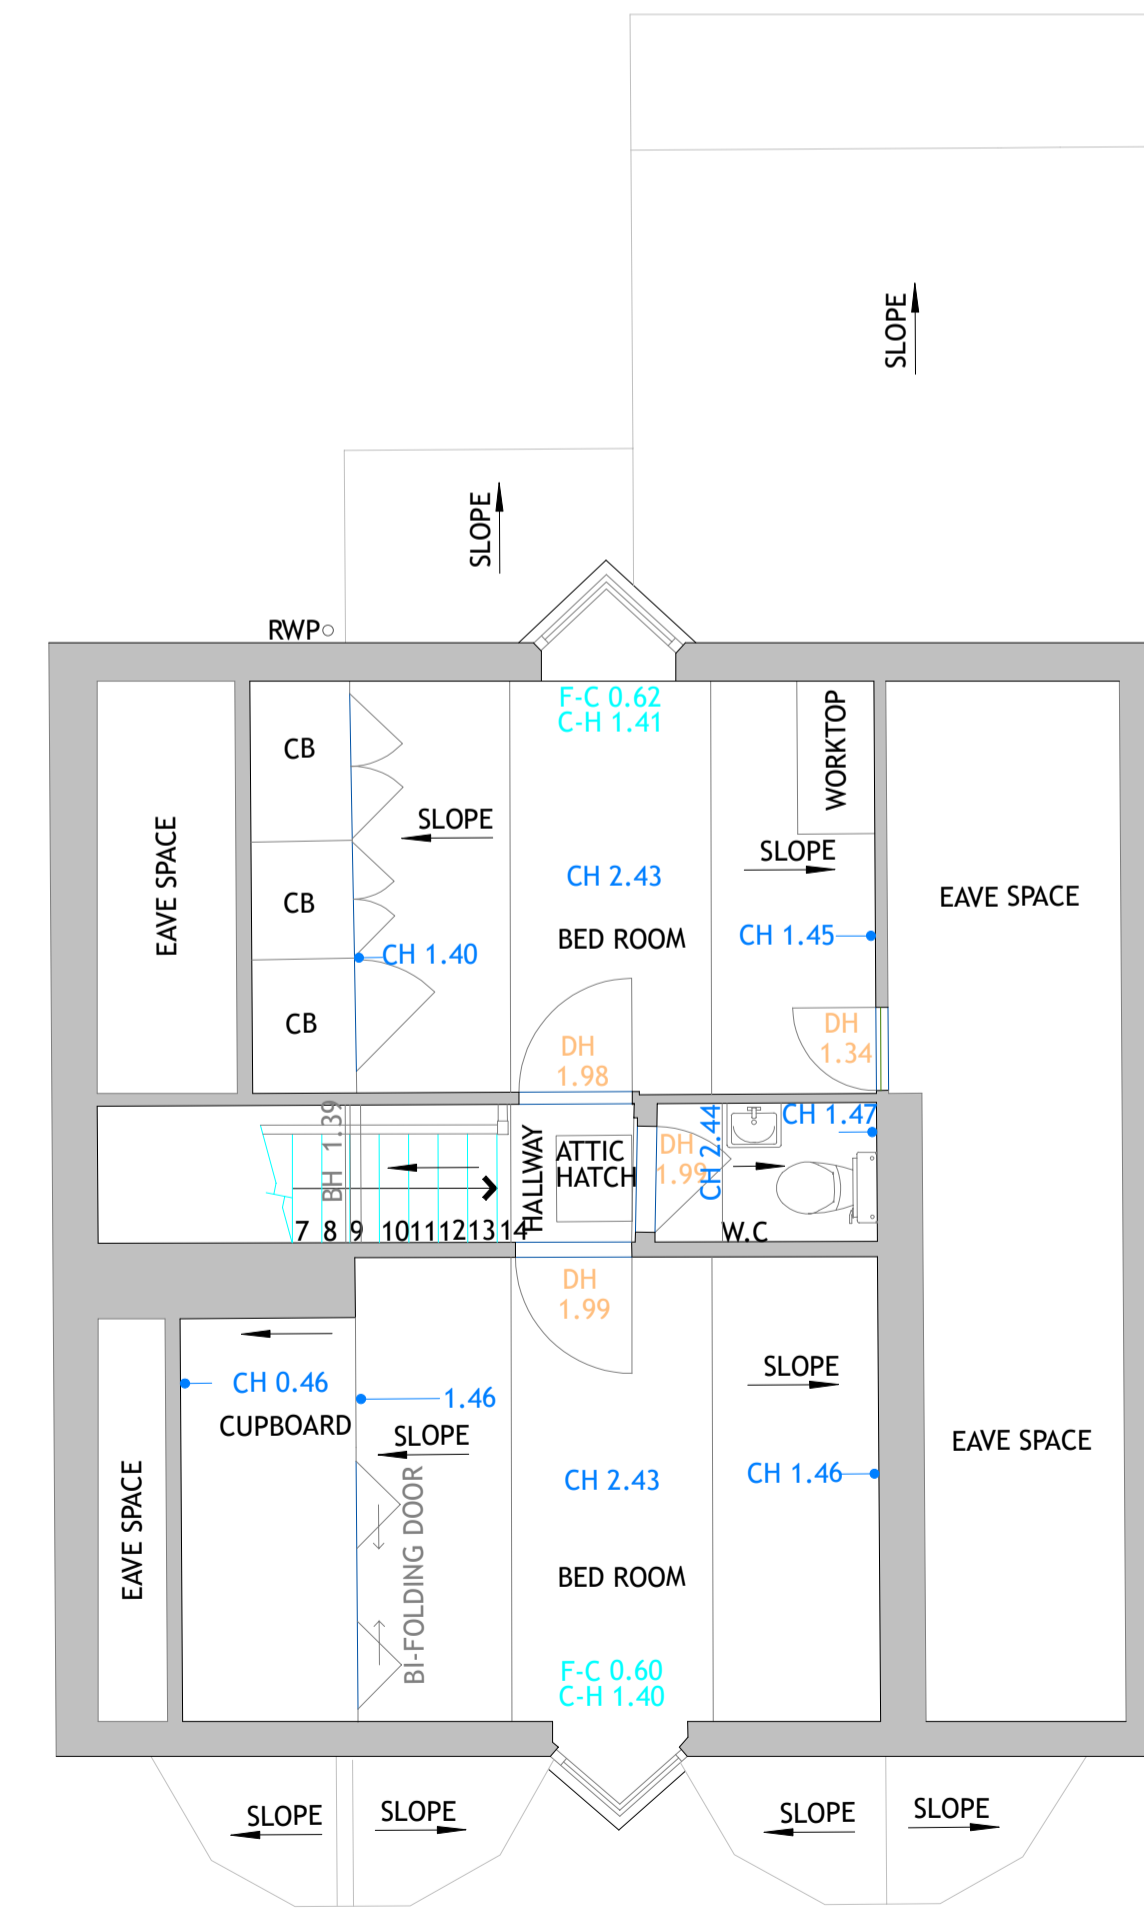 SLOPE
SLOPE
RWP
F-C 0.62
C-H 1.41
WORKTOP
CB
SLOPE
SLOPE
EAVE SPACE
CH 2.43
EAVE SPACE
CB
BED ROOM
CH 1.45
CH 1.40
CB
DH
1.98
DH
1.34
BH 1.39
HALLWAY
ATTIC
HATCH
DH
1.99
CH 2.44
CH 1.47
W.C
7 8 9 10 11 12 13 14
DH
1.99
CH 0.46
1.46
SLOPE
CUPBOARD
SLOPE
EAVE SPACE
CH 2.43
CH 1.46
EAVE SPACE
BI-FOLDING DOOR
BED ROOM
F-C 0.60
C-H 1.40
SLOPE
SLOPE
SLOPE
SLOPE